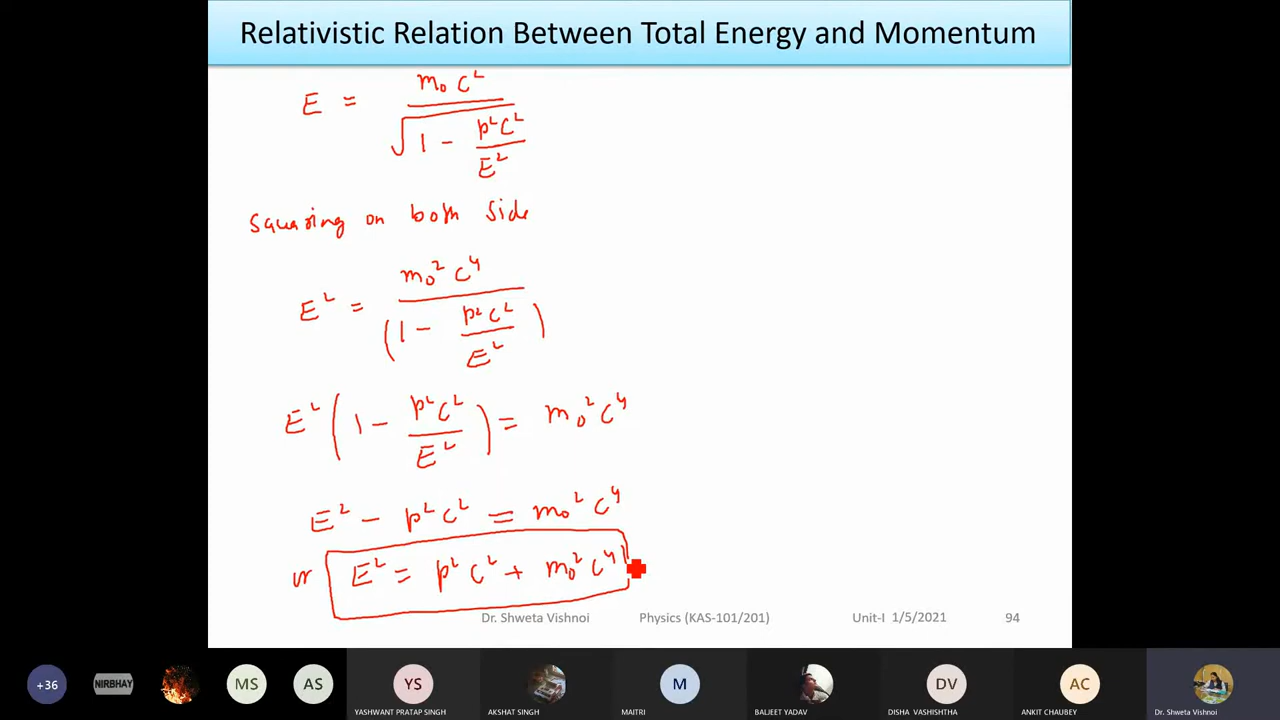 Relativistic Relation Between Total Energy and Momentum
E = m₀c² / √(1 - p²c²/E²)
Squaring on both side
E² = m₀²c⁴ / (1 - p²c²/E²)
E² (1 - p²c²/E²) = m₀²c⁴
E² - p²c² = m₀²c⁴
or E² = p²c² + m₀²c⁴
Dr. Shweta Vishnoi Physics (KAS-101/201) Unit-I 1/5/2021 94
+36 NIRBHAY MS AS YS M DV AC
YASHWANT PRATAP SINGH AKSHAT SINGH MAITRI BALJEET YADAV DISHA VASHISHTHA ANKIT CHAUBEY Dr. Shweta Vishnoi